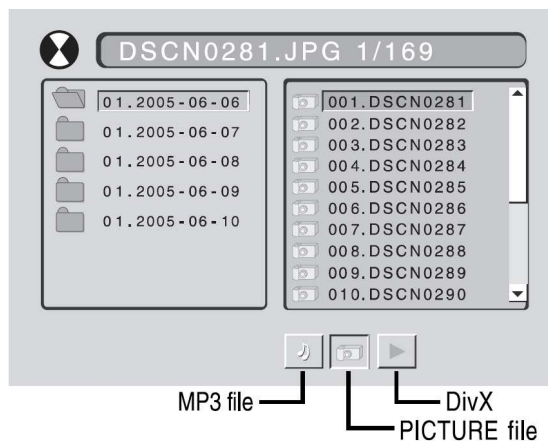 DSCN0281.JPG 1/169
01.2005-06-06
01.2005-06-07
01.2005-06-08
01.2005-06-09
01.2005-06-10
001.DSCN0281
002.DSCN0282
003.DSCN0283
004.DSCN0284
005.DSCN0285
006.DSCN0286
007.DSCN0287
008.DSCN0288
009.DSCN0289
010.DSCN0290
MP3 file
DivX
PICTURE file